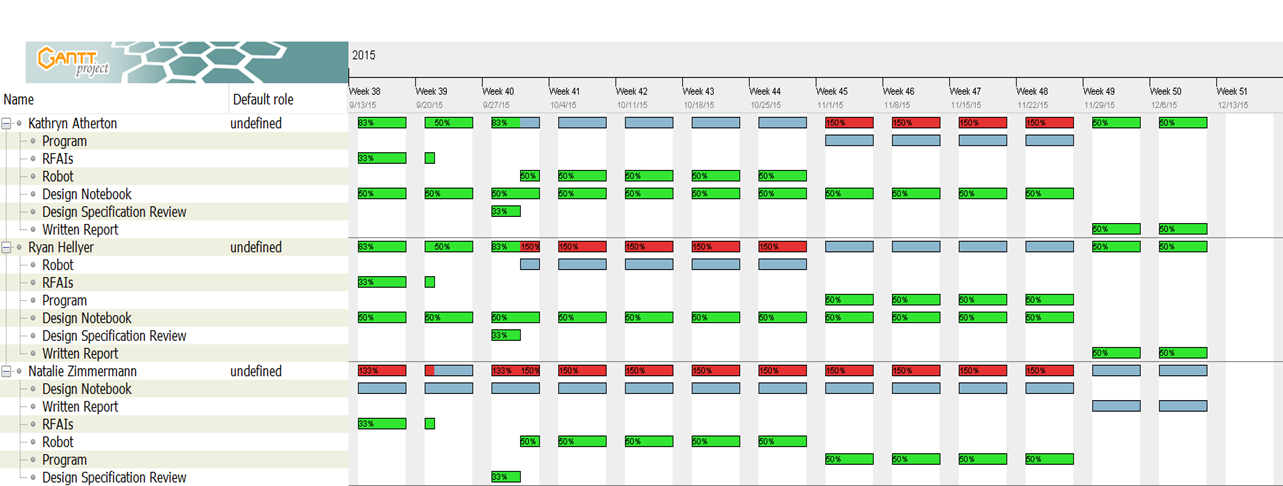 GANTT
project
2015
Name Default role
Week 38 Week 39 Week 40 Week 41 Week 42 Week 43 Week 44 Week 45 Week 46 Week 47 Week 48 Week 49 Week 50 Week 51
9/13/15 9/20/15 9/27/15 10/4/15 10/11/15 10/18/15 10/25/15 11/1/15 11/8/15 11/15/15 11/22/15 11/29/15 12/6/15 12/13/15
Kathryn Atherton undefined 83% 50% 83% 150% 150% 150% 150% 50% 50%
Program
RFAIs 33%
Robot 50% 50% 50% 50% 50%
Design Notebook 50% 50% 50% 50% 50% 50% 50% 50% 50% 50% 50%
Design Specification Review 33%
Written Report 50% 50%
Ryan Hellyer undefined 83% 50% 83% 150% 150% 150% 150% 150% 50% 50%
Robot
RFAIs 33%
Program 50% 50% 50% 50%
Design Notebook 50% 50% 50% 50% 50% 50% 50% 50% 50% 50% 50%
Design Specification Review 33%
Written Report 50% 50%
Natalie Zimmermann undefined 133% 133% 150% 150% 150% 150% 150% 150% 150% 150% 150%
Design Notebook
Written Report
RFAIs 33%
Robot 50% 50% 50% 50% 50%
Program 50% 50% 50% 50%
Design Specification Review 33%